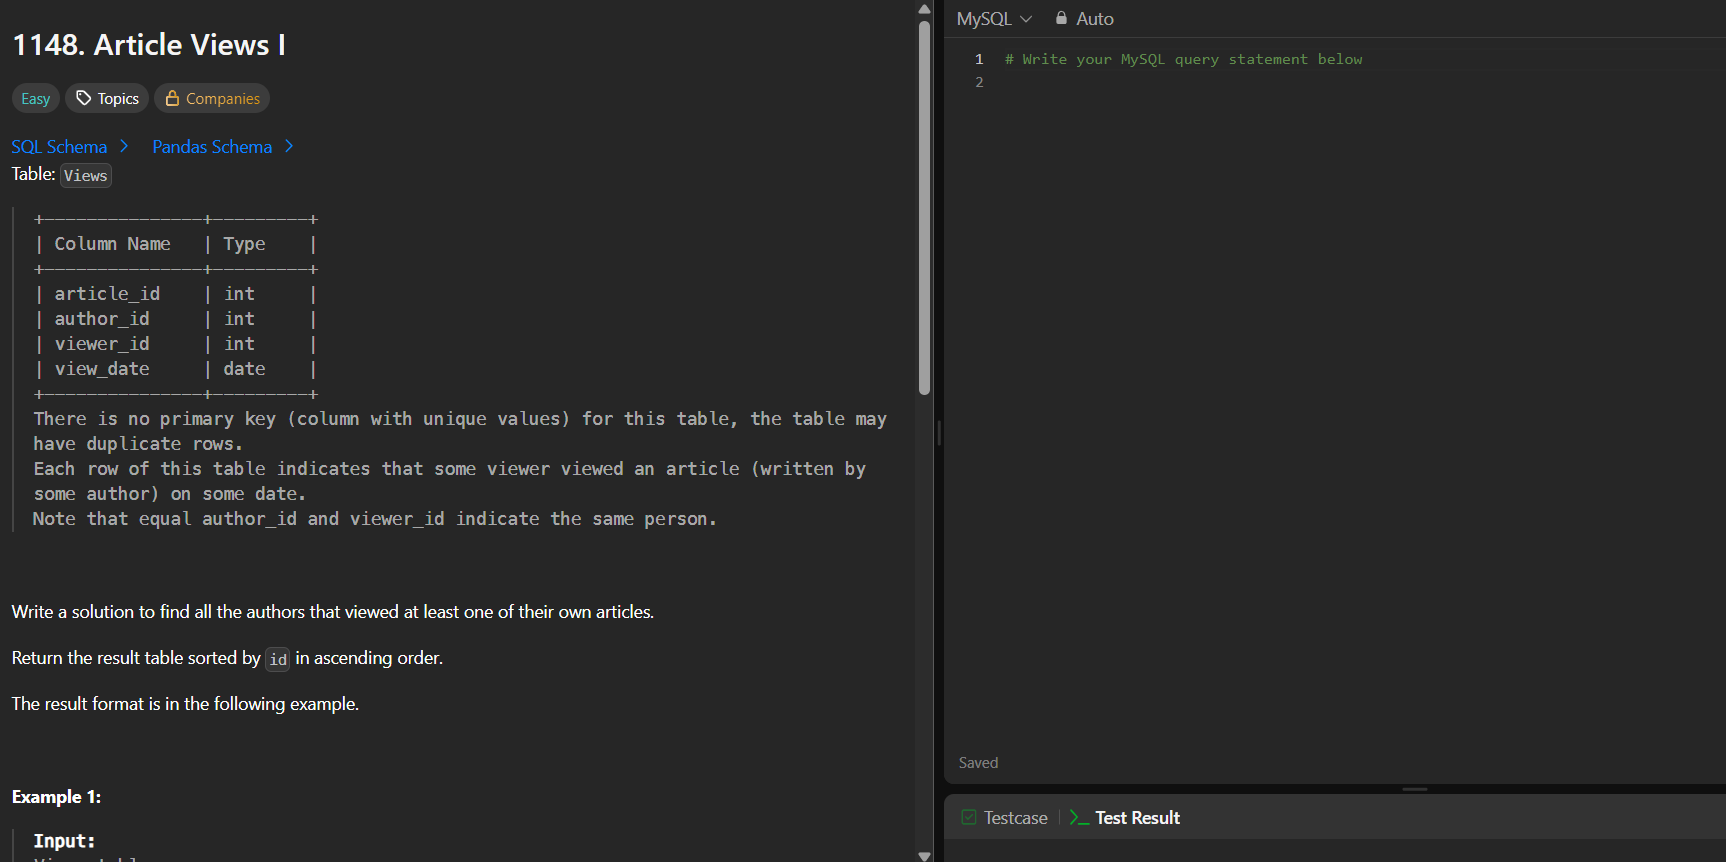 1148. Article Views I
Easy Topics Companies
SQL Schema Pandas Schema
Table: Views
+---------------+---------+
| Column Name   | Type    |
+---------------+---------+
| article_id    | int     |
| author_id     | int     |
| viewer_id     | int     |
| view_date     | date    |
+---------------+---------+
There is no primary key (column with unique values) for this table, the table may
have duplicate rows.
Each row of this table indicates that some viewer viewed an article (written by
some author) on some date.
Note that equal author_id and viewer_id indicate the same person.
Write a solution to find all the authors that viewed at least one of their own articles.
Return the result table sorted by id in ascending order.
The result format is in the following example.
Example 1:
Input:
MySQL Auto
1 # Write your MySQL query statement below
2
Saved
Testcase | >_ Test Result